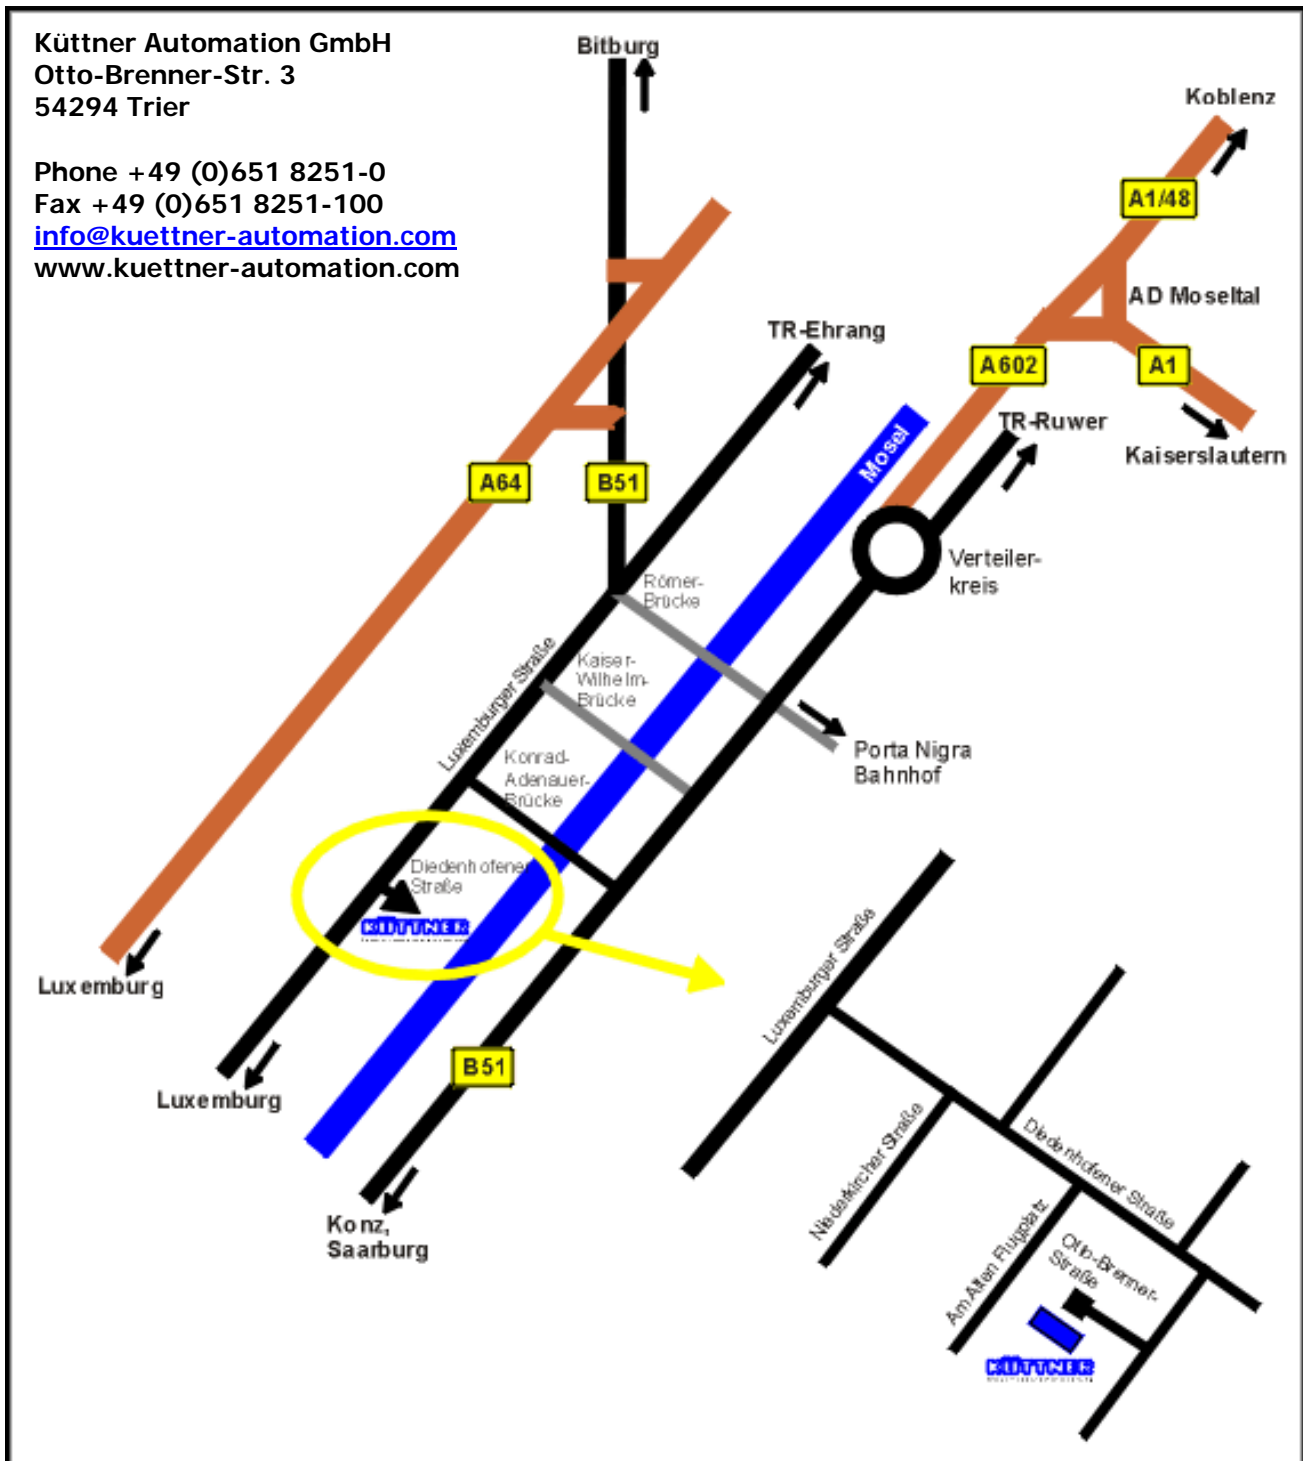 Küttner Automation GmbH
Otto-Brenner-Str. 3
54294 Trier
Phone +49 (0)651 8251-0
Fax +49 (0)651 8251-100
info@kuettner-automation.com
www.kuettner-automation.com
Bitburg
Koblenz
A1/48
AD Moseltal
TR-Ehrang
A602
A1
TR-Ruwer
Kaiserslautern
Mosel
A64
B51
Verteiler-
kreis
Römer-
Brücke
Kaiser-
Wilhelm-
Brücke
Luxemburger Straße
Konrad-
Adenauer-
Brücke
Porta Nigra
Bahnhof
Diedenhofener
Straße
KÜTTNER
Luxemburg
Luxemburg
B51
Konz,
Saarburg
Luxemburger Straße
Niederkircher Straße
Diedenhofener Straße
Am Alten Flugplatz
Otto-Brenner-
Straße
KÜTTNER